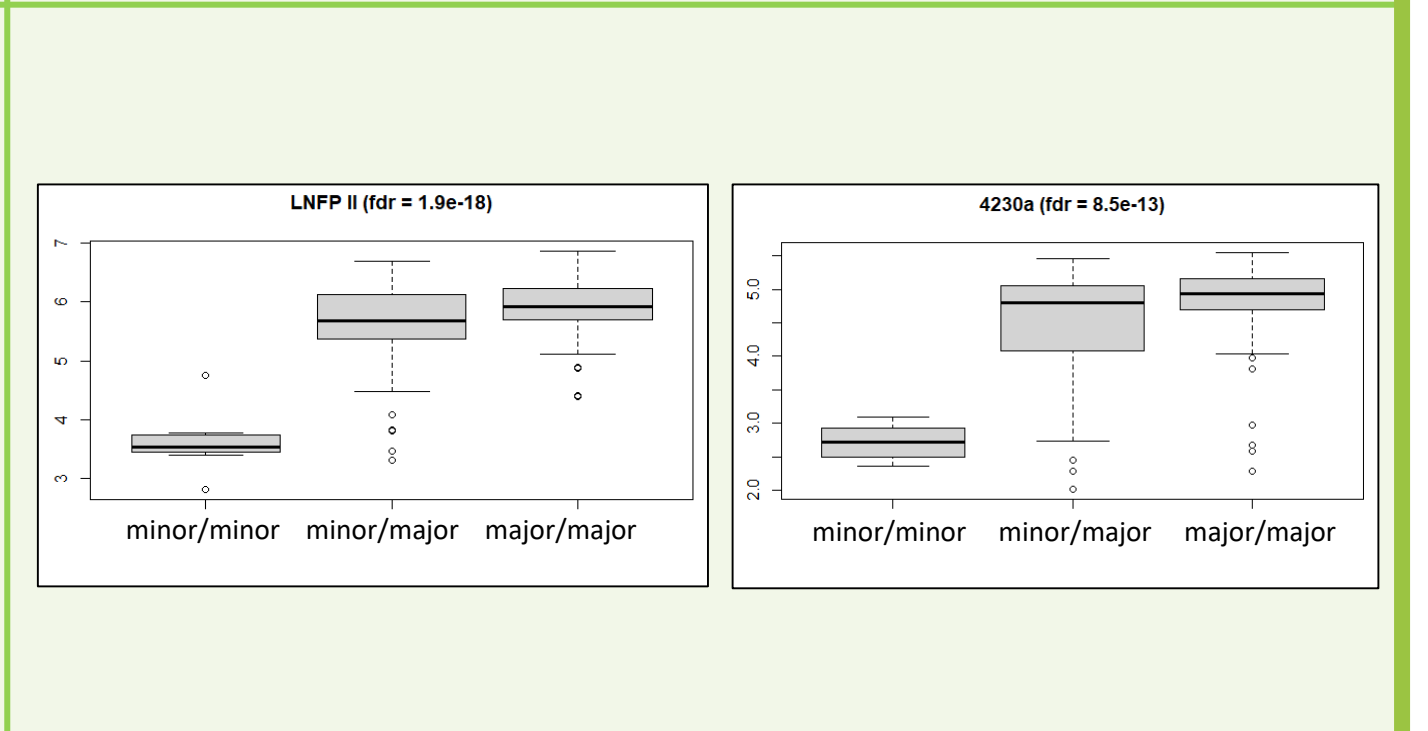 LNFP II (fdr = 1.9e-18)
7
6
5
4
3
minor/minor minor/major major/major
4230a (fdr = 8.5e-13)
5.0
4.0
3.0
2.0
minor/minor minor/major major/major